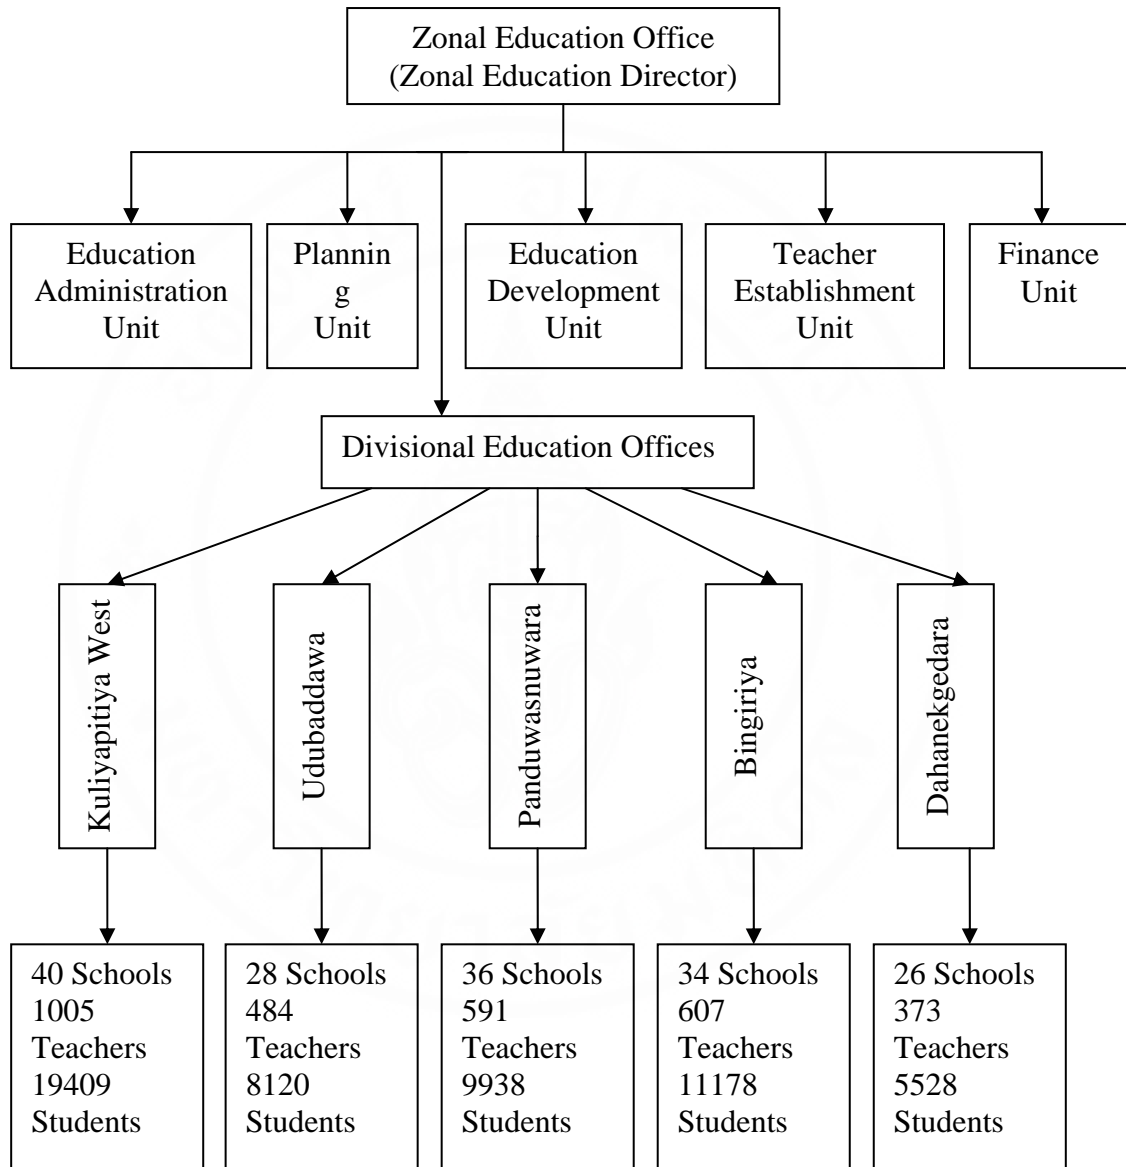 Zonal Education Office
(Zonal Education Director)
Education
Administration
Unit
Plannin
g
Unit
Education
Development
Unit
Teacher
Establishment
Unit
Finance
Unit
Divisional Education Offices
Kuliyapitiya West
Udubaddawa
Panduwasnuwara
Bingiriya
Dahanekgedara
40 Schools
1005
Teachers
19409
Students
28 Schools
484
Teachers
8120
Students
36 Schools
591
Teachers
9938
Students
34 Schools
607
Teachers
11178
Students
26 Schools
373
Teachers
5528
Students